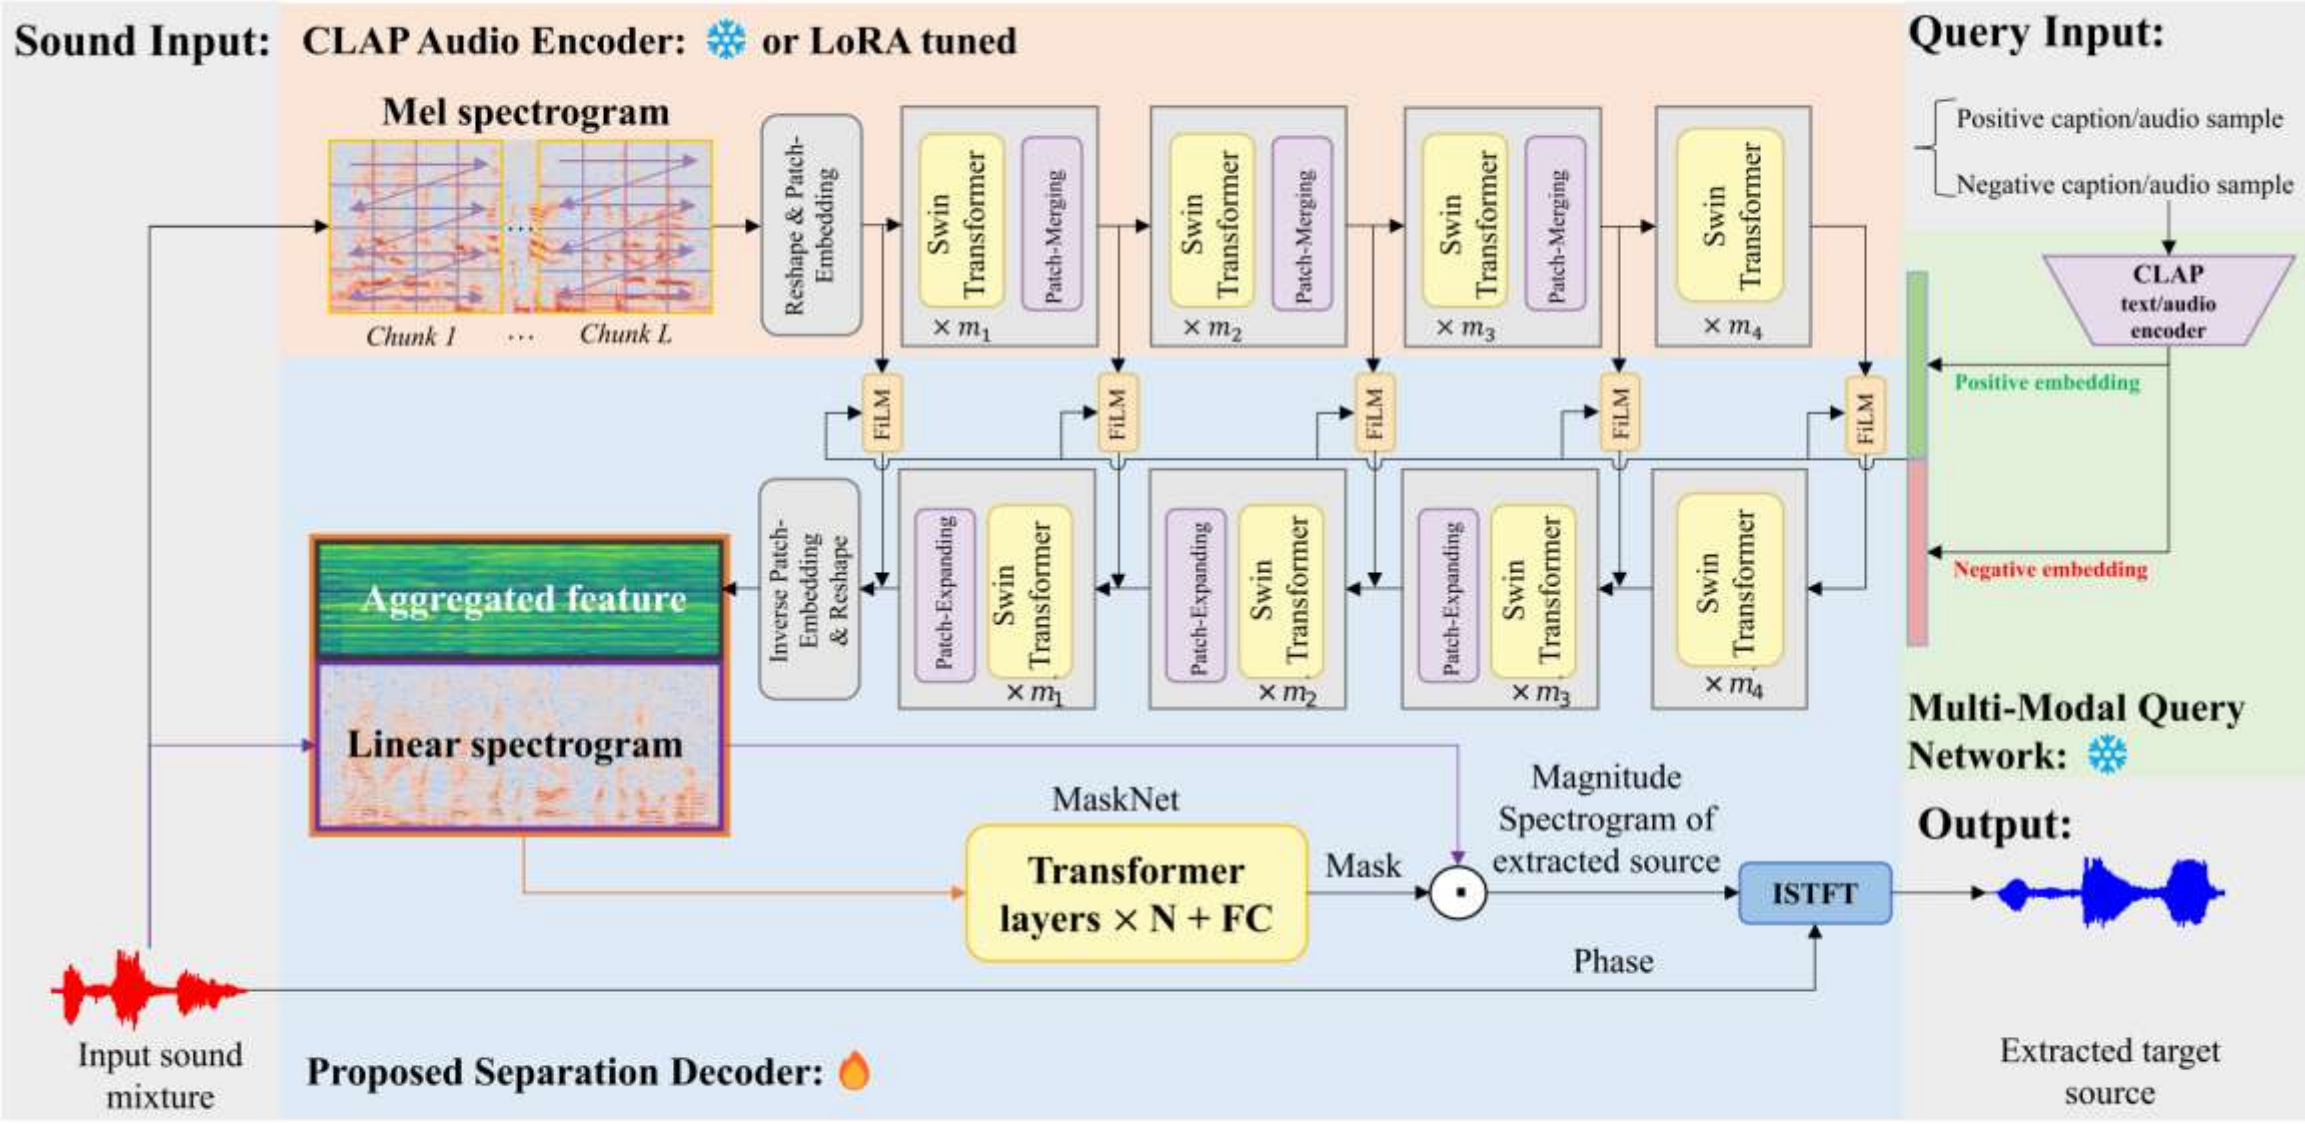 Sound Input:
CLAP Audio Encoder: or LoRA tuned
Query Input:
Mel spectrogram
Chunk 1 ... Chunk L
Reshape & Patch-
Embedding
Swin
Transformer
Patch-Merging
× m1
Swin
Transformer
Patch-Merging
× m2
Swin
Transformer
Patch-Merging
× m3
Swin
Transformer
× m4
Positive caption/audio sample
Negative caption/audio sample
CLAP
text/audio
encoder
Positive embedding
Negative embedding
FiLM
FiLM
FiLM
FiLM
FiLM
Inverse Patch-
Embedding
& Reshape
Patch-Expanding
Swin
Transformer
× m1
Patch-Expanding
Swin
Transformer
× m2
Patch-Expanding
Swin
Transformer
× m3
Swin
Transformer
× m4
Aggregated feature
Linear spectrogram
Multi-Modal Query
Network:
MaskNet
Transformer
layers × N + FC
Mask
Magnitude
Spectrogram of
extracted source
ISTFT
Phase
Output:
Input sound
mixture
Proposed Separation Decoder:
Extracted target
source